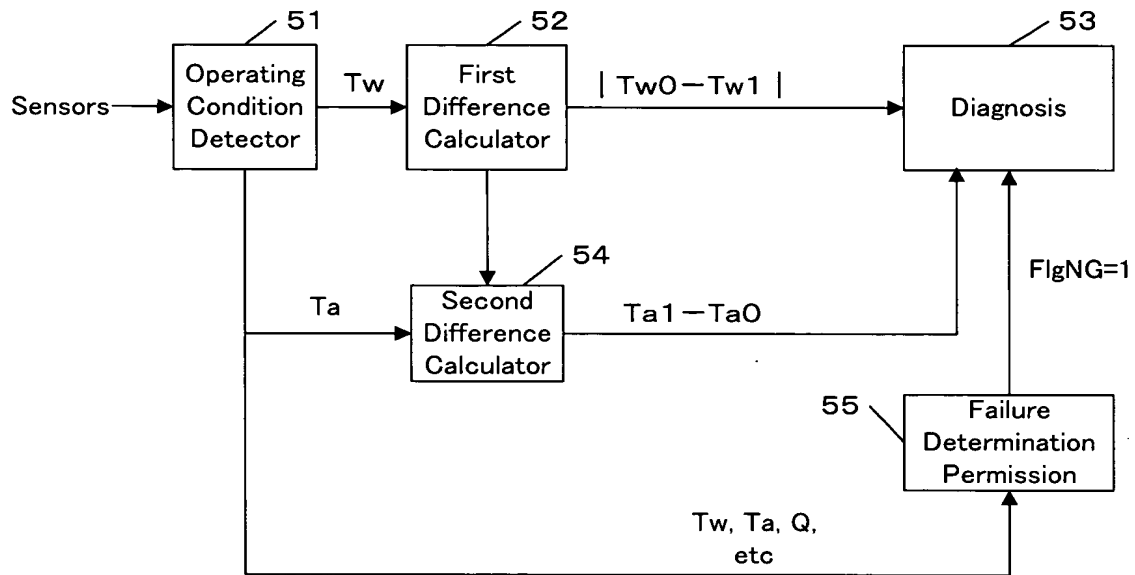 51
52
53
Operating
Condition
Detector
First
Difference
Calculator
Diagnosis
Sensors
Tw
| Tw0－Tw1 |
54
Second
Difference
Calculator
Ta
Ta1－Ta0
FlgNG=1
55
Failure
Determination
Permission
Tw, Ta, Q,
etc